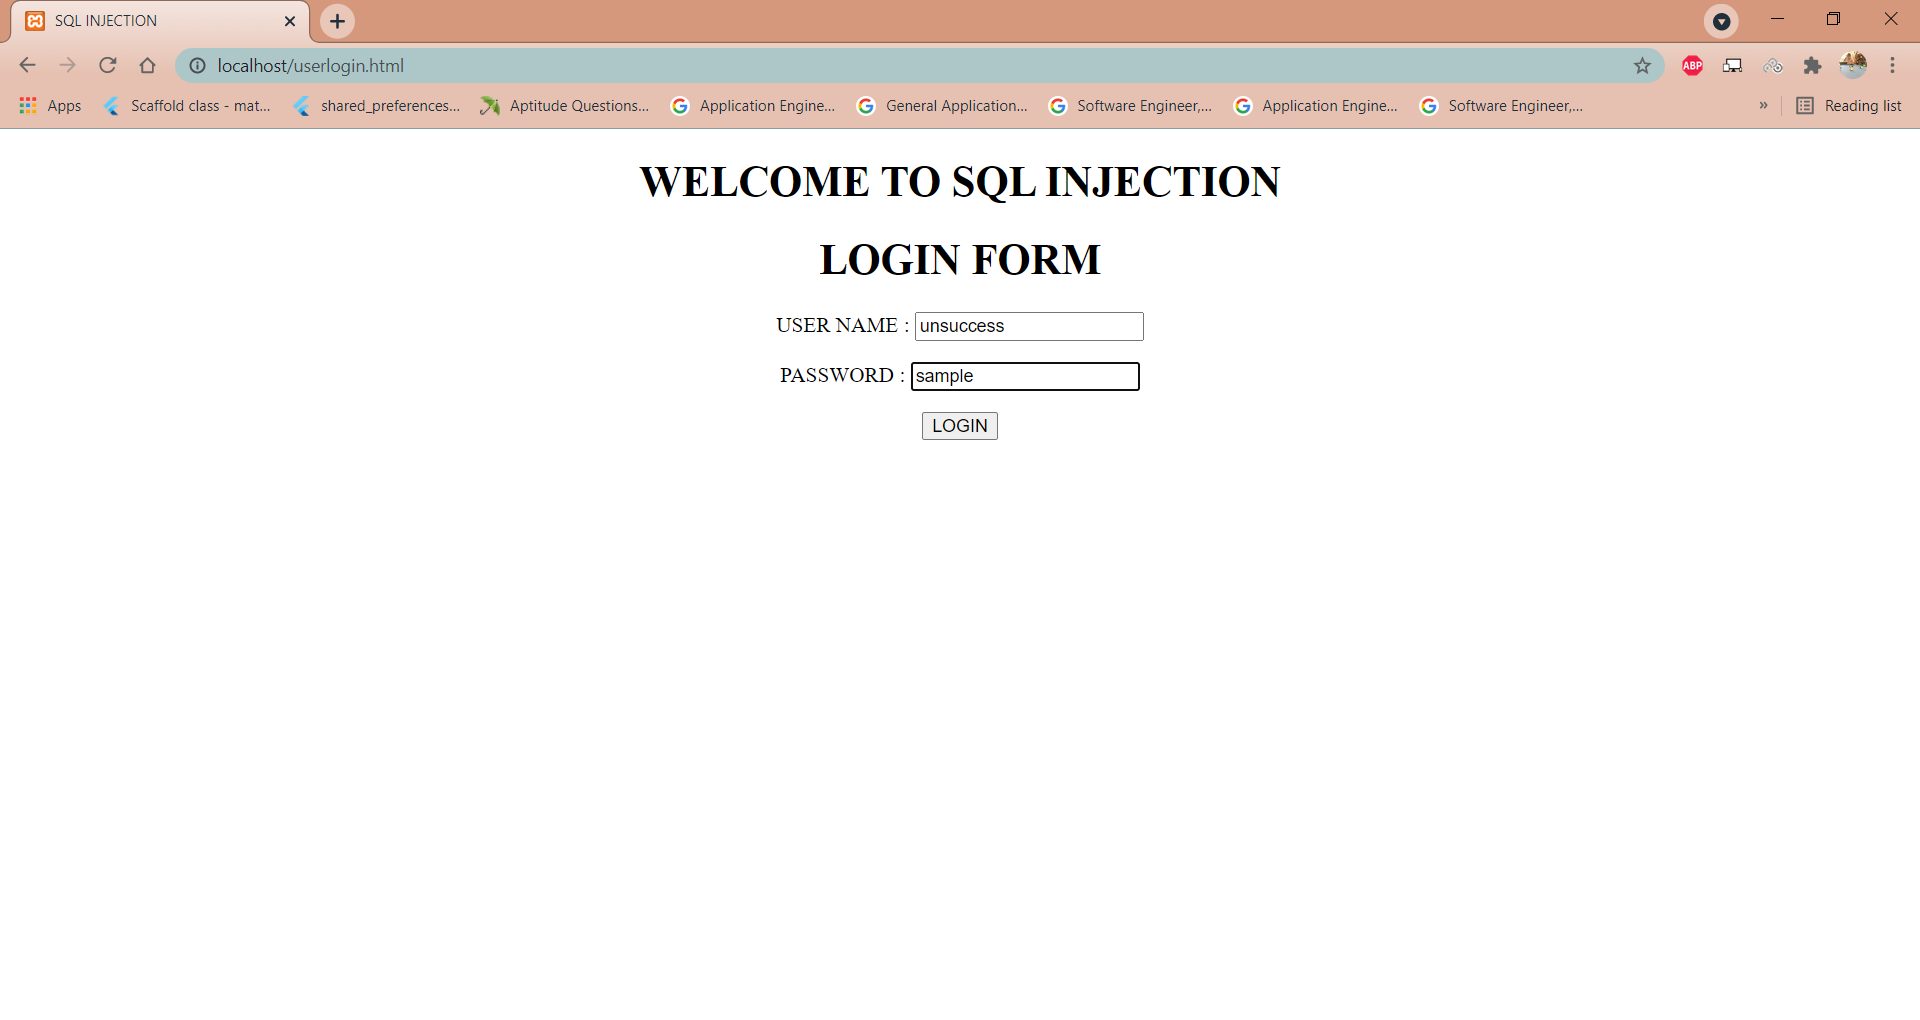 SQL INJECTION
localhost/userlogin.html
ABP
Apps Scaffold class - mat... shared_preferences... Aptitude Questions... Application Engine... General Application... Software Engineer,... Application Engine... Software Engineer,... » Reading list
WELCOME TO SQL INJECTION
LOGIN FORM
USER NAME : unsuccess
PASSWORD : sample
LOGIN